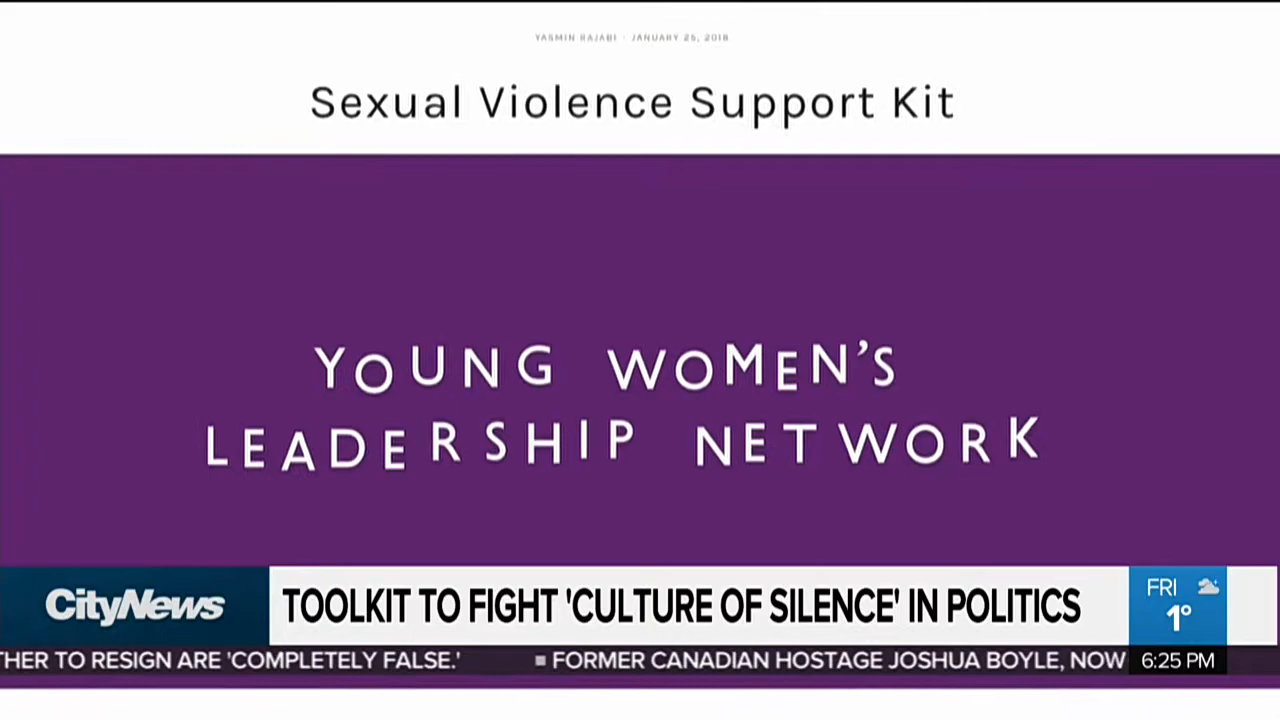 YASMIN RAJABI · JANUARY 25, 2018
Sexual Violence Support Kit
YOUNG WOMEN'S
LEADERSHIP NETWORK
CityNews
TOOLKIT TO FIGHT 'CULTURE OF SILENCE' IN POLITICS
FRI
1°
THER TO RESIGN ARE 'COMPLETELY FALSE.' ■ FORMER CANADIAN HOSTAGE JOSHUA BOYLE, NOW
6:25 PM